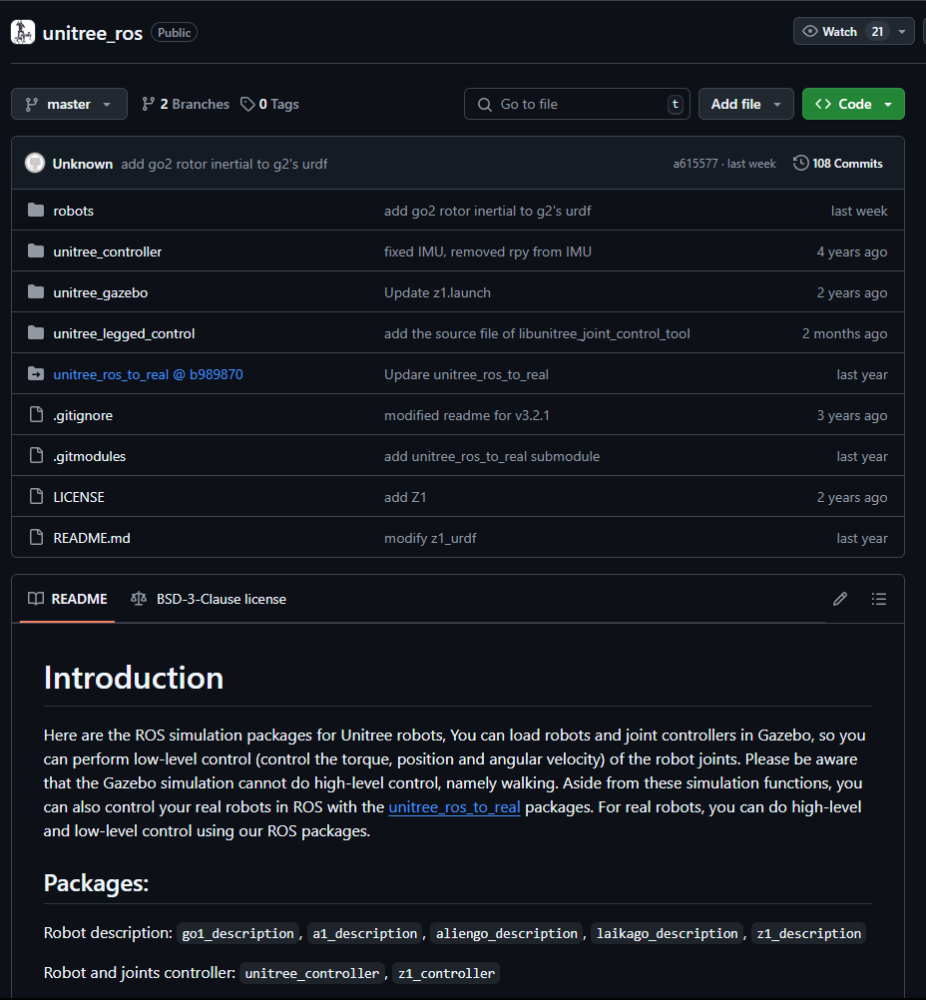 unitree_ros Public Watch 21
master 2 Branches 0 Tags Go to file t Add file Code
Unknown add go2 rotor inertial to g2's urdf a615577 · last week 108 Commits
robots add go2 rotor inertial to g2's urdf last week
unitree_controller fixed IMU, removed rpy from IMU 4 years ago
unitree_gazebo Update z1.launch 2 years ago
unitree_legged_control add the source file of libunitree_joint_control_tool 2 months ago
unitree_ros_to_real @ b989870 Updare unitree_ros_to_real last year
.gitignore modified readme for v3.2.1 3 years ago
.gitmodules add unitree_ros_to_real submodule last year
LICENSE add Z1 2 years ago
README.md modify z1_urdf last year
README BSD-3-Clause license
Introduction
Here are the ROS simulation packages for Unitree robots, You can load robots and joint controllers in Gazebo, so you
can perform low-level control (control the torque, position and angular velocity) of the robot joints. Please be aware
that the Gazebo simulation cannot do high-level control, namely walking. Aside from these simulation functions, you
can also control your real robots in ROS with the unitree_ros_to_real packages. For real robots, you can do high-level
and low-level control using our ROS packages.
Packages:
Robot description: go1_description, a1_description, aliengo_description, laikago_description, z1_description
Robot and joints controller: unitree_controller, z1_controller